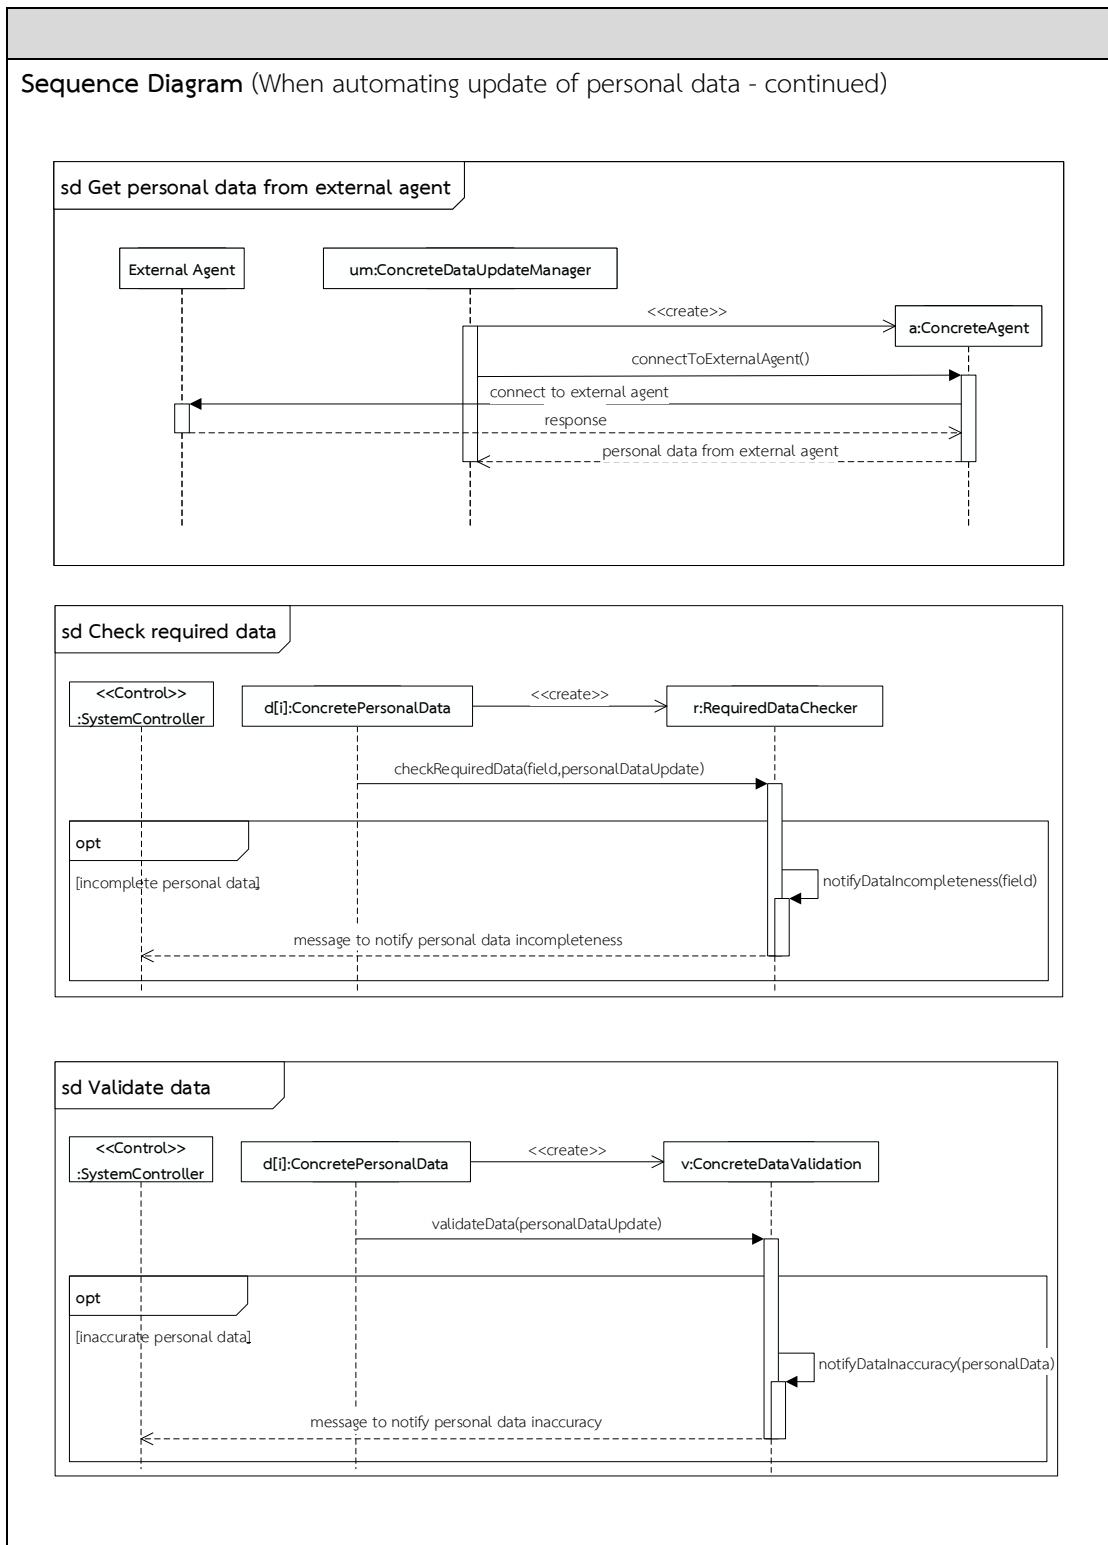 Sequence Diagram (When automating update of personal data - continued)
sd Get personal data from external agent
External Agent
um:ConcreteDataUpdateManager
<<create>>
a:ConcreteAgent
connectToExternalAgent()
connect to external agent
response
personal data from external agent
sd Check required data
<<Control>>
:SystemController
d[i]:ConcretePersonalData
<<create>>
r:RequiredDataChecker
checkRequiredData(field,personalDataUpdate)
opt
[incomplete personal data]
notifyDataIncompleteness(field)
message to notify personal data incompleteness
sd Validate data
<<Control>>
:SystemController
d[i]:ConcretePersonalData
<<create>>
v:ConcreteDataValidation
validateData(personalDataUpdate)
opt
[inaccurate personal data]
notifyDataInaccuracy(personalData)
message to notify personal data inaccuracy